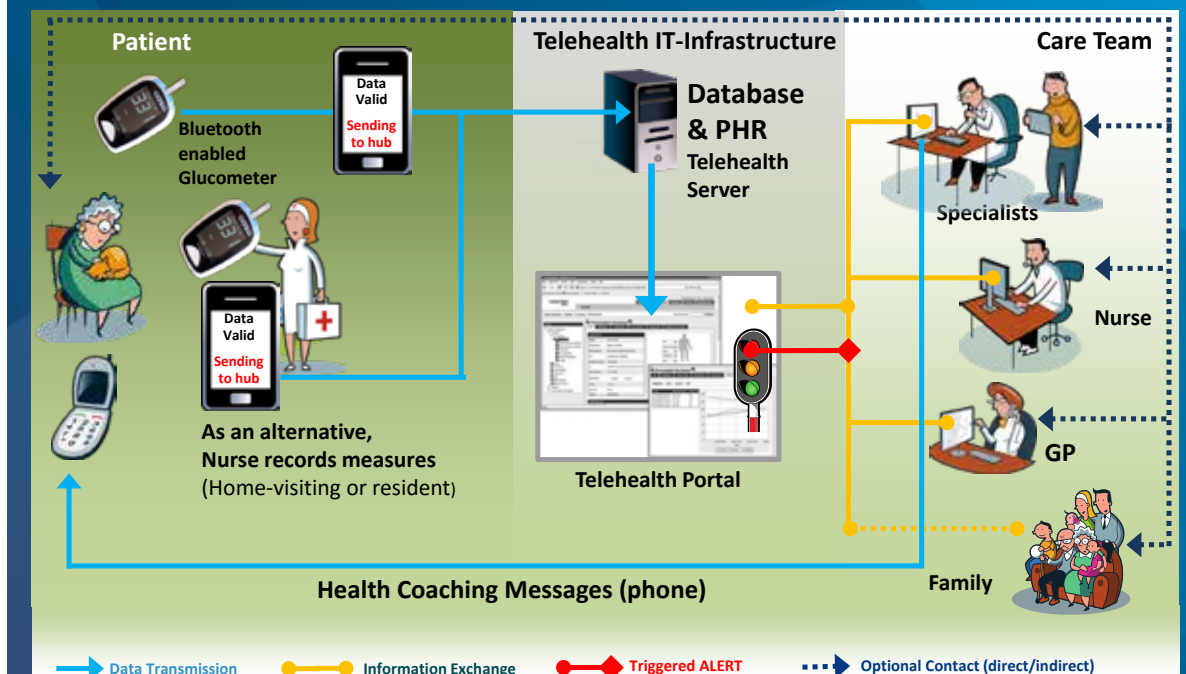 Patient
Telehealth IT-Infrastructure
Care Team
Data
Valid
Sending
to hub
Bluetooth
enabled
Glucometer
Database
& PHR
Telehealth
Server
Specialists
Data
Valid
Sending
to hub
Nurse
As an alternative,
Nurse records measures
(Home-visiting or resident)
Telehealth Portal
GP
Family
Health Coaching Messages (phone)
Data Transmission
Information Exchange
Triggered ALERT
Optional Contact (direct/indirect)